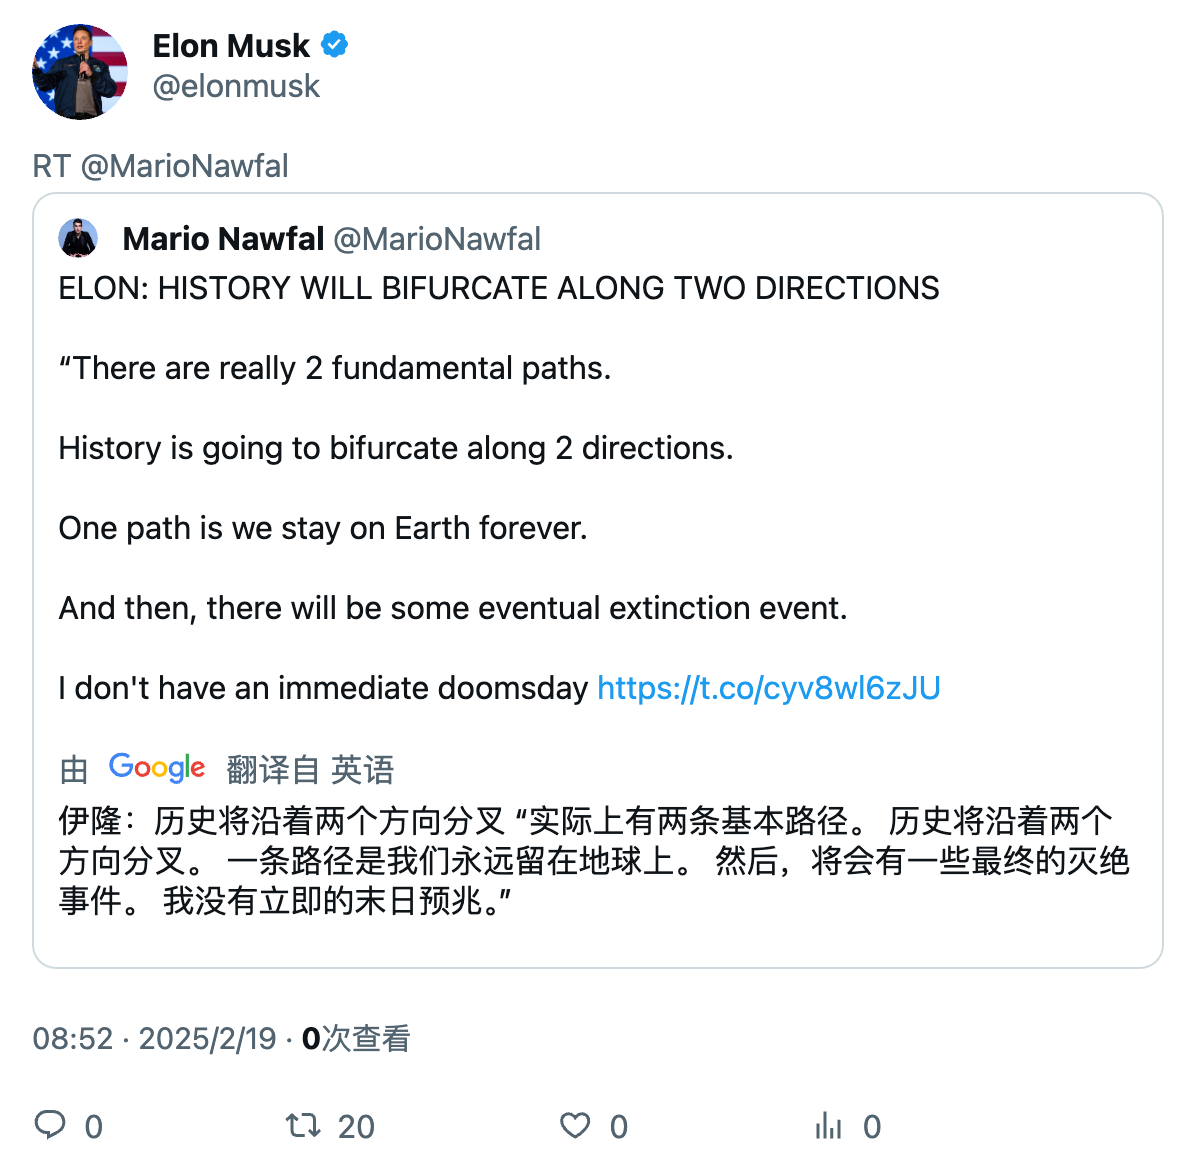 Elon Musk
@elonmusk
RT @MarioNawfal
Mario Nawfal @MarioNawfal
ELON: HISTORY WILL BIFURCATE ALONG TWO DIRECTIONS
“There are really 2 fundamental paths.
History is going to bifurcate along 2 directions.
One path is we stay on Earth forever.
And then, there will be some eventual extinction event.
I don't have an immediate doomsday https://t.co/cyv8wl6zJU
由 Google 翻译自 英语
伊隆：历史将沿着两个方向分叉 “实际上有两条基本路径。 历史将沿着两个
方向分叉。 一条路径是我们永远留在地球上。 然后，将会有一些最终的灭绝
事件。 我没有立即的末日预兆。”
08:52 · 2025/2/19 · 0次查看
0 20 0 0